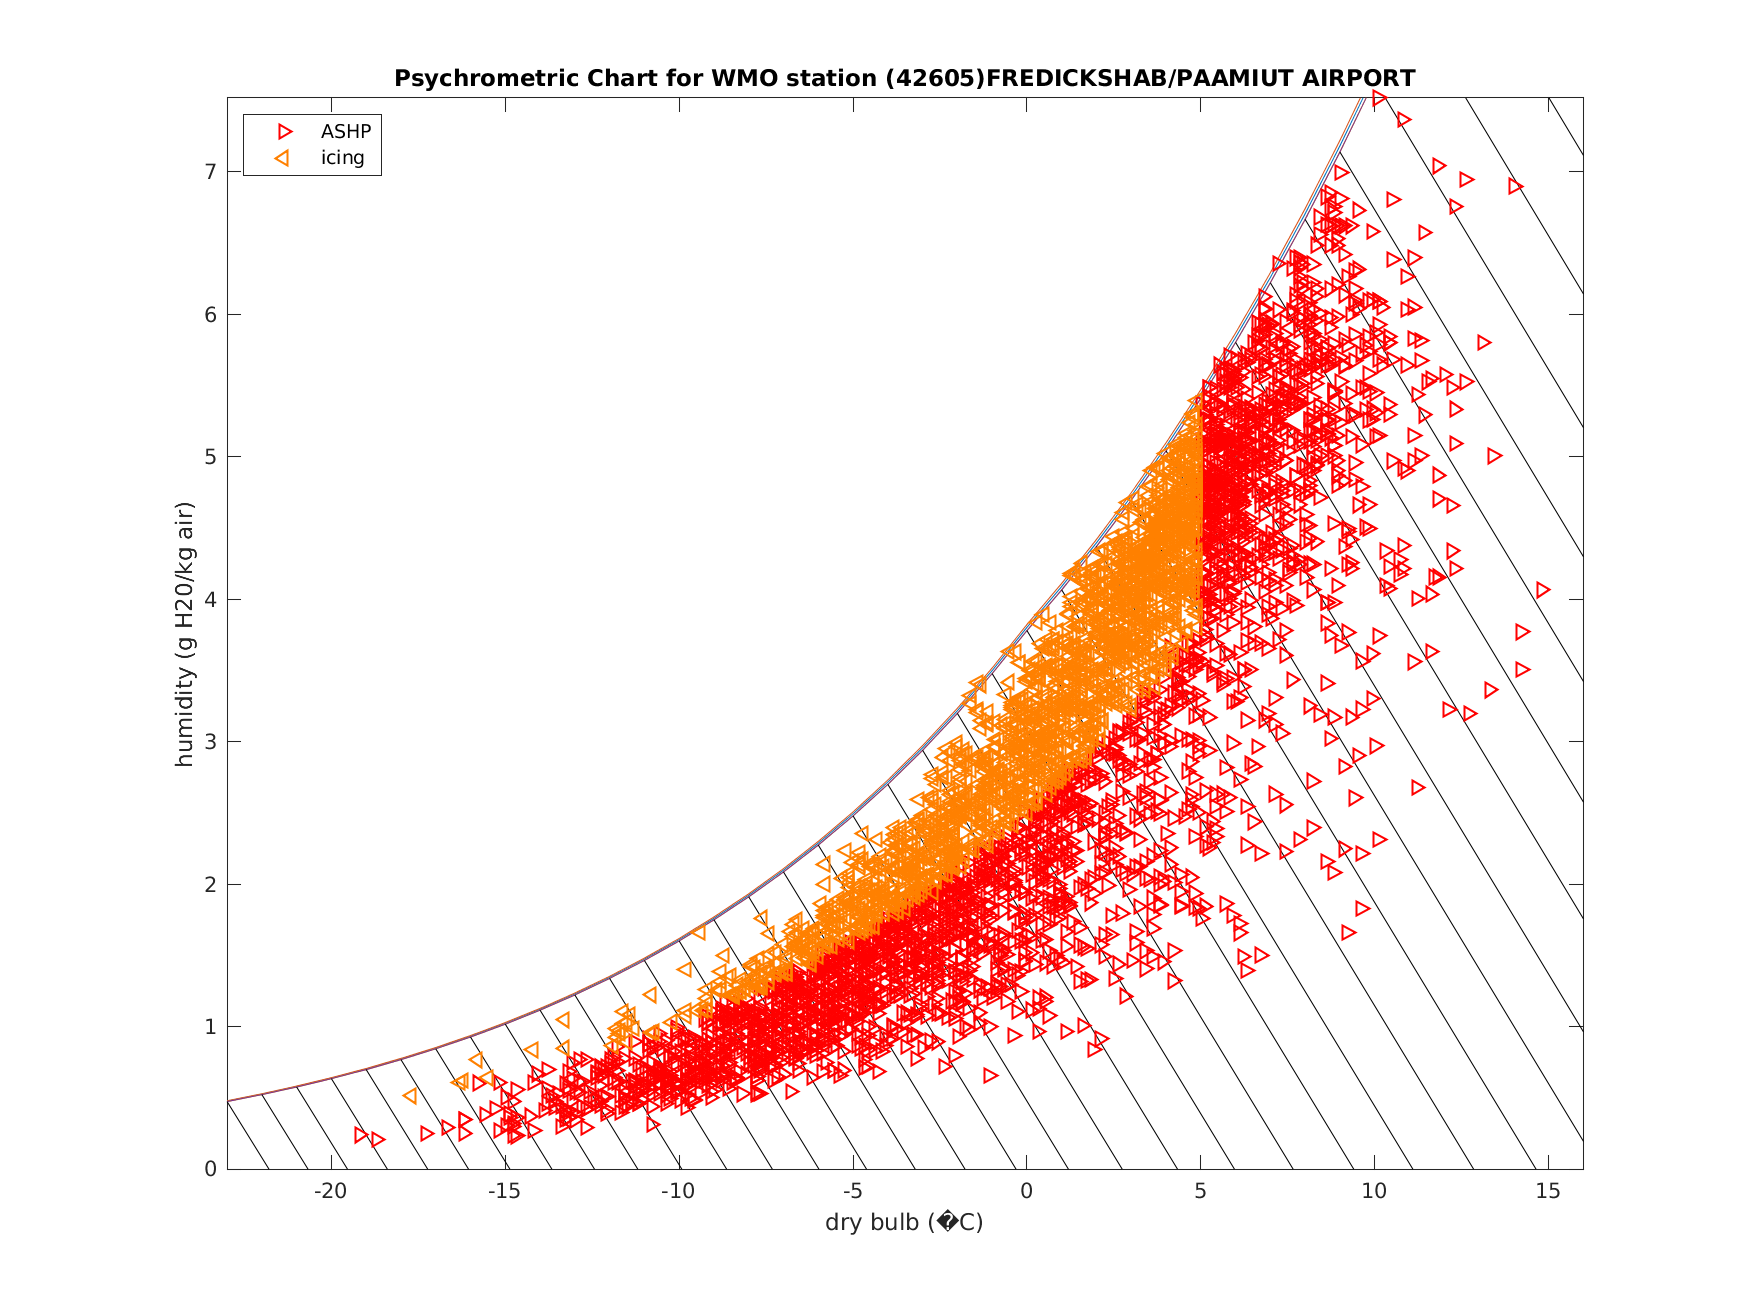 Psychrometric Chart for WMO station (42605)FREDICKSHAB/PAAMIUT AIRPORT
ASHP
icing
7
6
5
4
3
2
1
0
humidity (g H20/kg air)
-20 -15 -10 -5 0 5 10 15
dry bulb (�C)